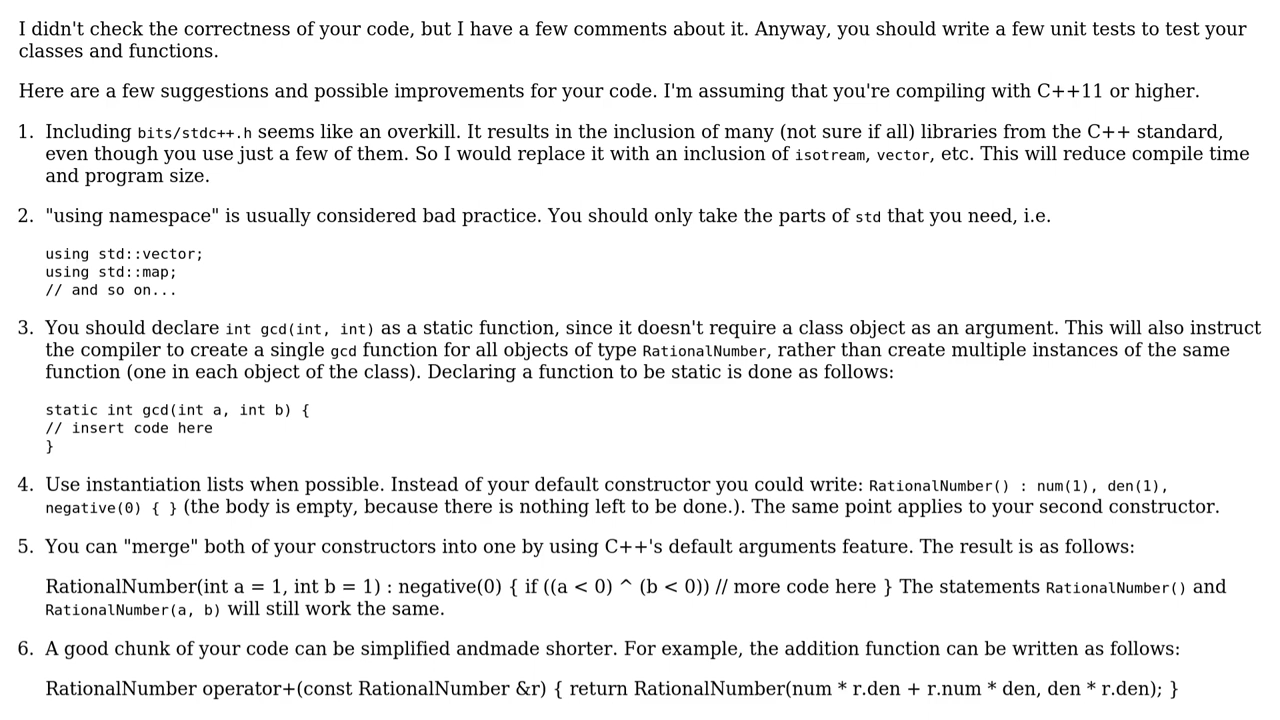 I didn't check the correctness of your code, but I have a few comments about it. Anyway, you should write a few unit tests to test your
classes and functions.
Here are a few suggestions and possible improvements for your code. I'm assuming that you're compiling with C++11 or higher.
1. Including bits/stdc++.h seems like an overkill. It results in the inclusion of many (not sure if all) libraries from the C++ standard,
even though you use just a few of them. So I would replace it with an inclusion of isotream, vector, etc. This will reduce compile time
and program size.
2. "using namespace" is usually considered bad practice. You should only take the parts of std that you need, i.e.
using std::vector;
using std::map;
// and so on...
3. You should declare int gcd(int, int) as a static function, since it doesn't require a class object as an argument. This will also instruct
the compiler to create a single gcd function for all objects of type RationalNumber, rather than create multiple instances of the same
function (one in each object of the class). Declaring a function to be static is done as follows:
static int gcd(int a, int b) {
// insert code here
}
4. Use instantiation lists when possible. Instead of your default constructor you could write: RationalNumber() : num(1), den(1),
negative(0) { } (the body is empty, because there is nothing left to be done.). The same point applies to your second constructor.
5. You can "merge" both of your constructors into one by using C++'s default arguments feature. The result is as follows:
RationalNumber(int a = 1, int b = 1) : negative(0) { if ((a < 0) ^ (b < 0)) // more code here } The statements RationalNumber() and
RationalNumber(a, b) will still work the same.
6. A good chunk of your code can be simplified andmade shorter. For example, the addition function can be written as follows:
RationalNumber operator+(const RationalNumber &r) { return RationalNumber(num * r.den + r.num * den, den * r.den); }